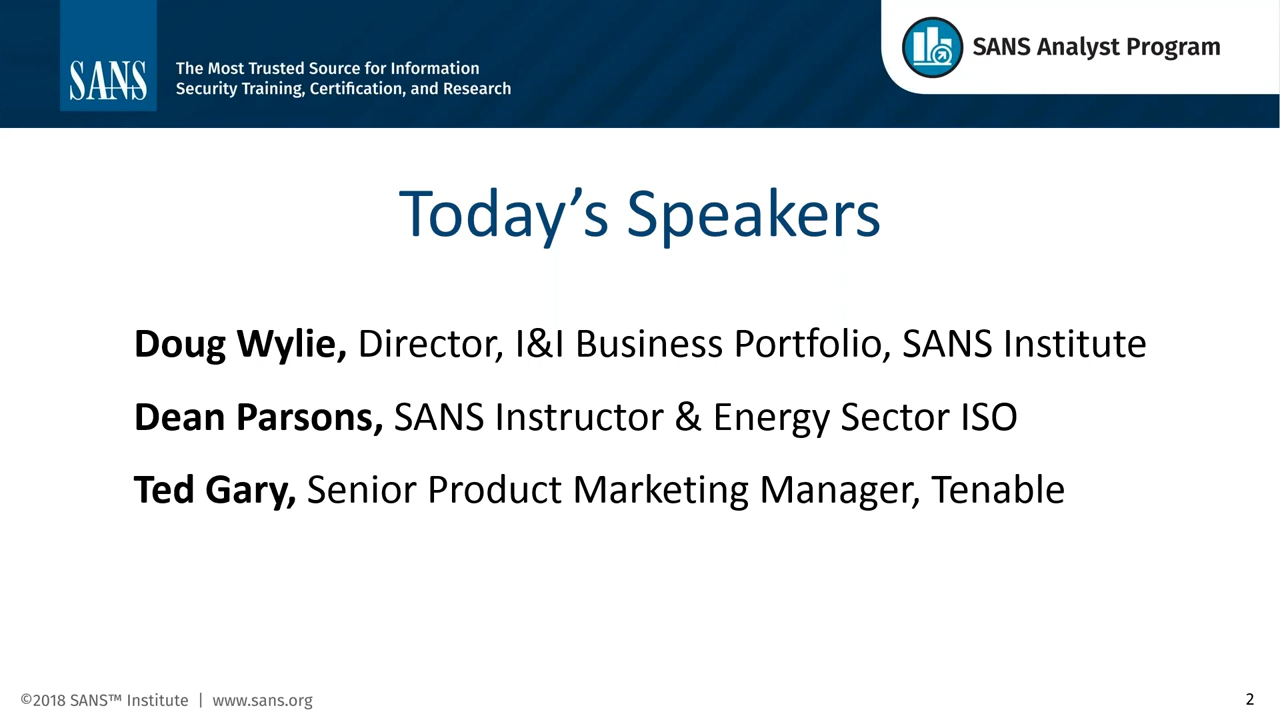 SANS
The Most Trusted Source for Information
Security Training, Certification, and Research
SANS Analyst Program
Today’s Speakers
Doug Wylie, Director, I&I Business Portfolio, SANS Institute
Dean Parsons, SANS Instructor & Energy Sector ISO
Ted Gary, Senior Product Marketing Manager, Tenable
©2018 SANS™ Institute | www.sans.org
2